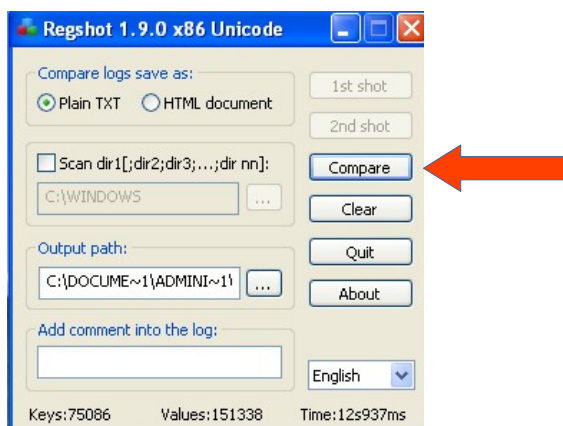 Regshot 1.9.0 x86 Unicode
Compare logs save as:
Plain TXT
HTML document
1st shot
2nd shot
Scan dir1[;dir2;dir3;...;dir nn]:
C:\WINDOWS
...
Compare
Clear
Output path:
C:\DOCUME~1\ADMINI~1\
...
Quit
About
Add comment into the log:
English
Keys:75086 Values:151338 Time:12s937ms